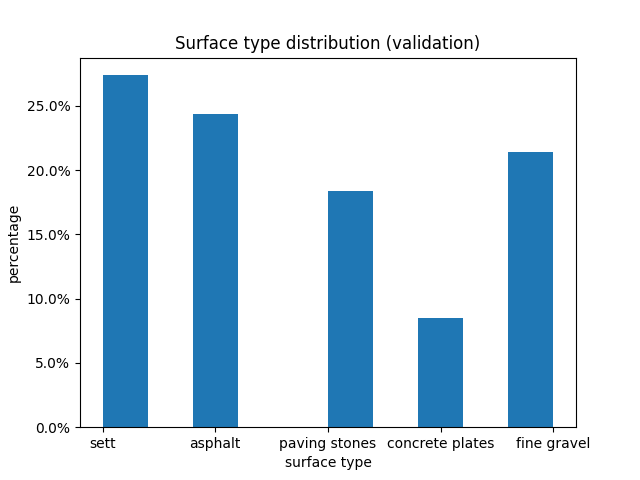 Surface type distribution (validation)
25.0%
20.0%
15.0%
10.0%
5.0%
0.0%
percentage
sett asphalt paving stones concrete plates fine gravel
surface type